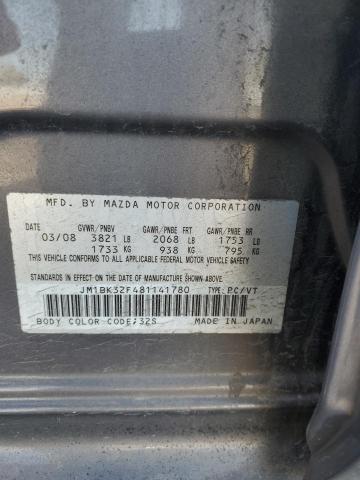 MFD. BY MAZDA MOTOR CORPORATION
DATE GVWR/PNBV GAWR/PNBE FRT GAWR/PNBE RR
03/08 3821 LB 2068 LB 1753 LB
1733 KG 938 KG 795 KG
THIS VEHICLE CONFORMS TO ALL APPLICABLE FEDERAL MOTOR VEHICLE SAFETY
STANDARDS IN EFFECT ON THE DATE OF MANUFACTURE SHOWN ABOVE.
JM1BK32F481141780 TYPE: PC/VT
BODY COLOR CODE:32S MADE IN JAPAN